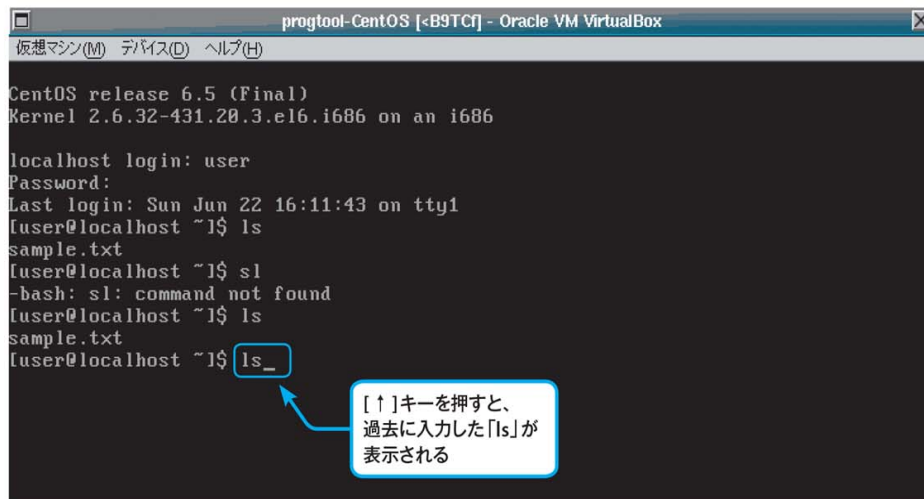 progtool-CentOS [<B9TCf] - Oracle VM VirtualBox
仮想マシン(M) デバイス(D) ヘルプ(H)
CentOS release 6.5 (Final)
Kernel 2.6.32-431.20.3.el6.i686 on an i686
localhost login: user
Password:
Last login: Sun Jun 22 16:11:43 on tty1
[user@localhost ~]$ ls
sample.txt
[user@localhost ~]$ sl
-bash: sl: command not found
[user@localhost ~]$ ls
sample.txt
[user@localhost ~]$ ls_
[↑]キーを押すと、
過去に入力した「ls」が
表示される